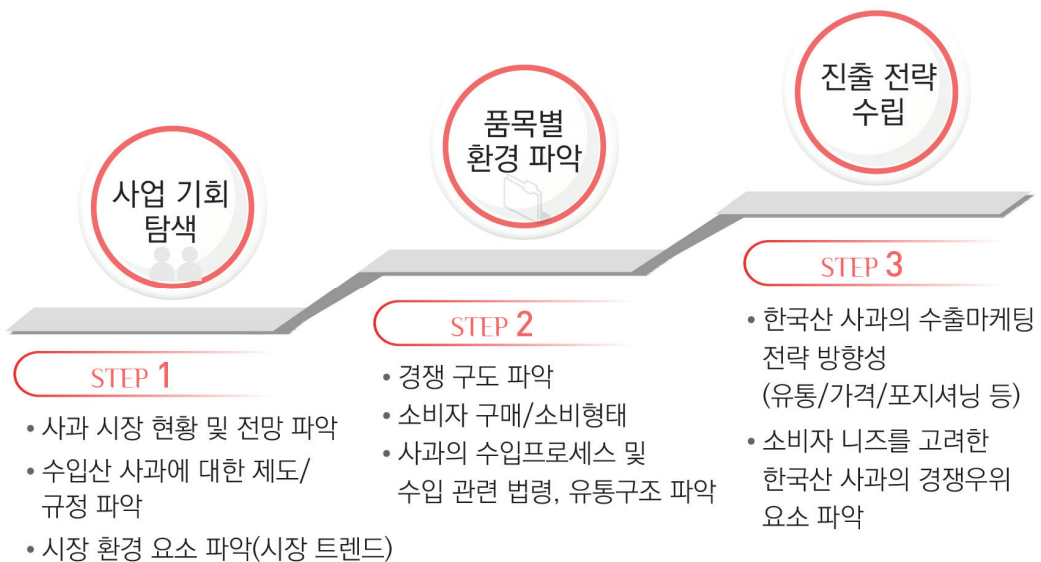 사업 기회
탐색
STEP 1
• 사과 시장 현황 및 전망 파악
• 수입산 사과에 대한 제도/
규정 파악
• 시장 환경 요소 파악(시장 트렌드)
품목별
환경 파악
STEP 2
• 경쟁 구도 파악
• 소비자 구매/소비형태
• 사과의 수입프로세스 및
수입 관련 법령, 유통구조 파악
진출 전략
수립
STEP 3
• 한국산 사과의 수출마케팅
전략 방향성
(유통/가격/포지셔닝 등)
• 소비자 니즈를 고려한
한국산 사과의 경쟁우위
요소 파악